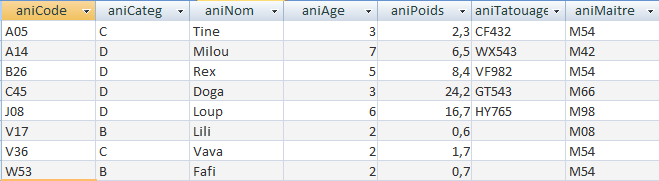 aniCode aniCateg aniNom aniAge aniPoids aniTatouage aniMaitre
A05 C Tine 3 2,3 CF432 M54
A14 D Milou 7 6,5 WX543 M42
B26 D Rex 5 8,4 VF982 M54
C45 D Doga 3 24,2 GT543 M66
J08 D Loup 6 16,7 HY765 M98
V17 B Lili 2 0,6 M08
V36 C Vava 2 1,7 M54
W53 B Fafi 2 0,7 M54